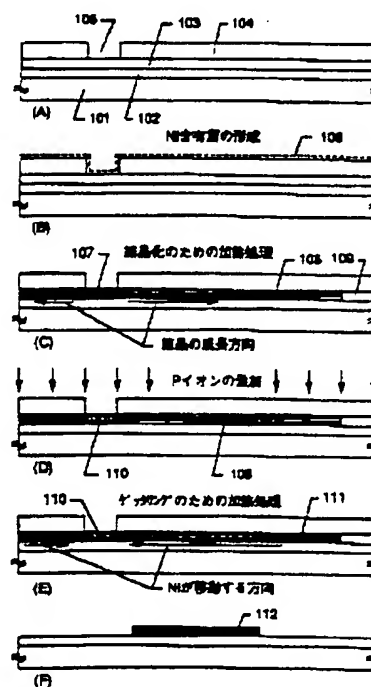 105 103 104
(A) 101 102
Ni含有層の形成 106
(B)
107 結晶化のための加熱処理 108 109
(C) 結晶の成長方向
Pイオンの添加
(D) 110 108
110 ゲッタリングのための加熱処理 111
(E) Niが移動する方向
112
(F)